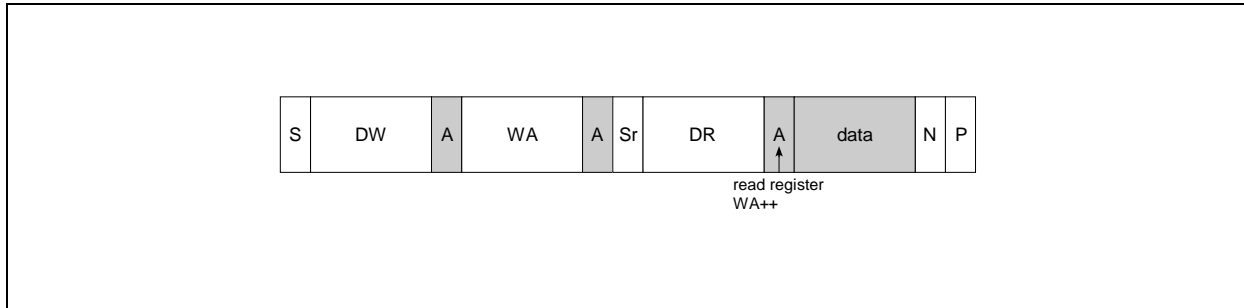 S DW A WA A Sr DR A data N P
read register
WA++